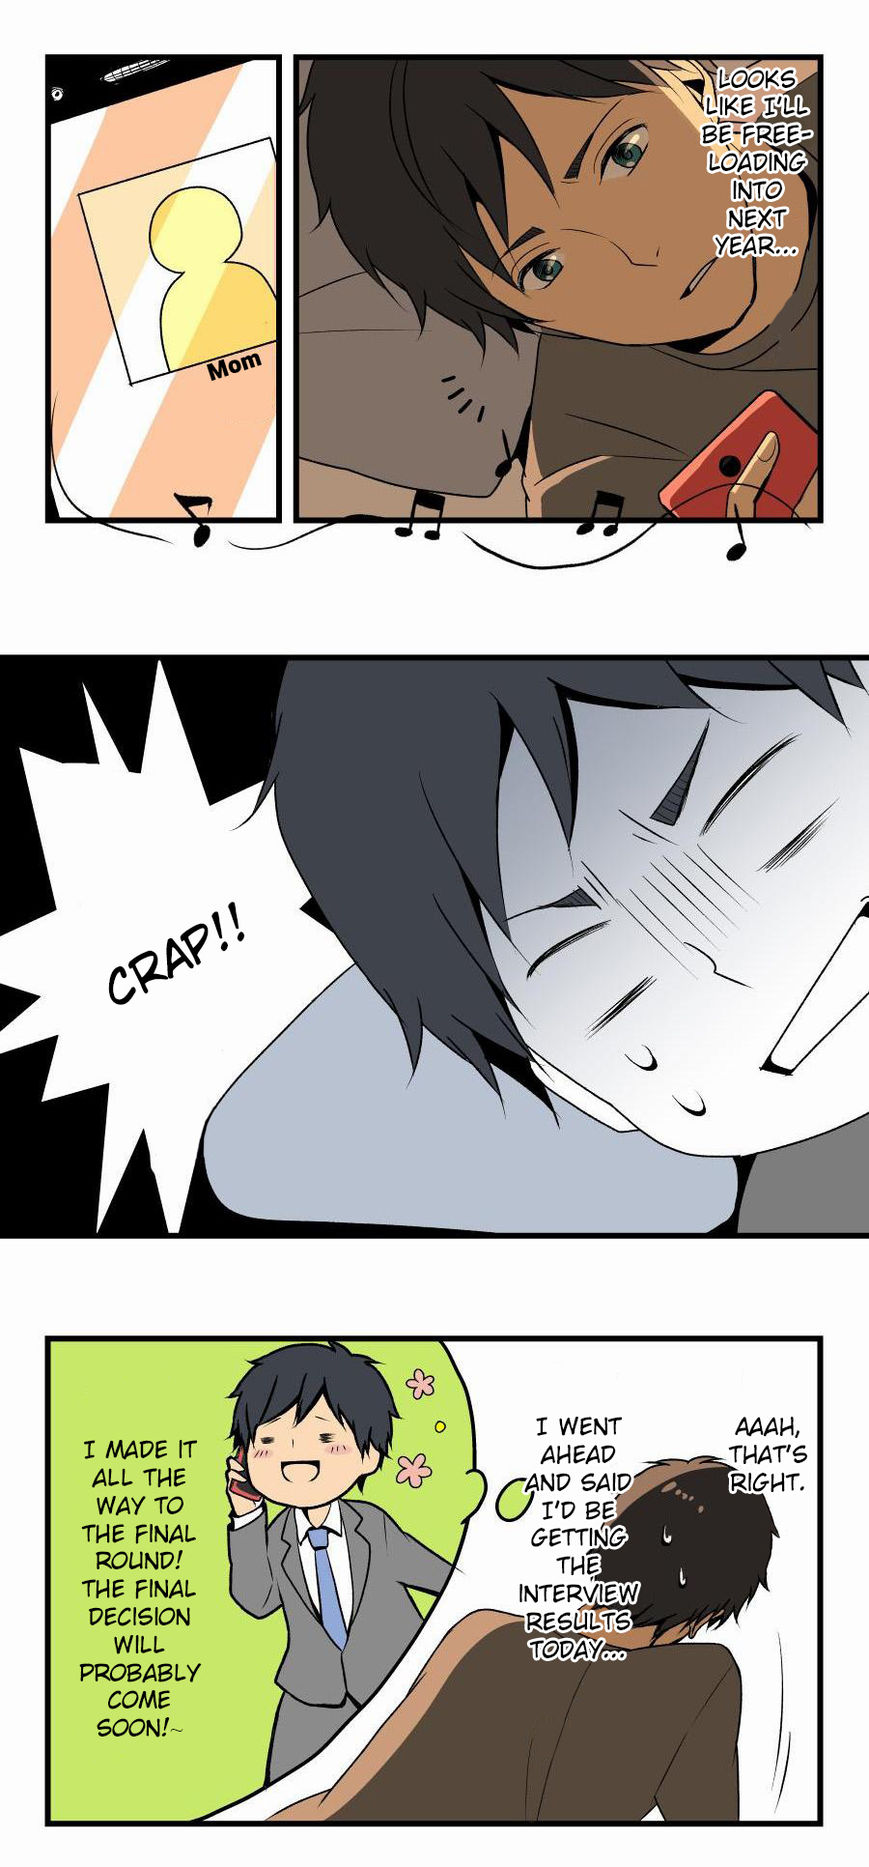 LOOKS
LIKE I'LL
BE FREE-
LOADING
INTO
NEXT
YEAR...
Mom
CRAP!!
AAAH,
THAT'S
RIGHT.
I WENT
AHEAD
AND SAID
I'D BE
GETTING
THE
INTERVIEW
RESULTS
TODAY...
I MADE IT
ALL THE
WAY TO
THE FINAL
ROUND!
THE FINAL
DECISION
WILL
PROBABLY
COME
SOON!~